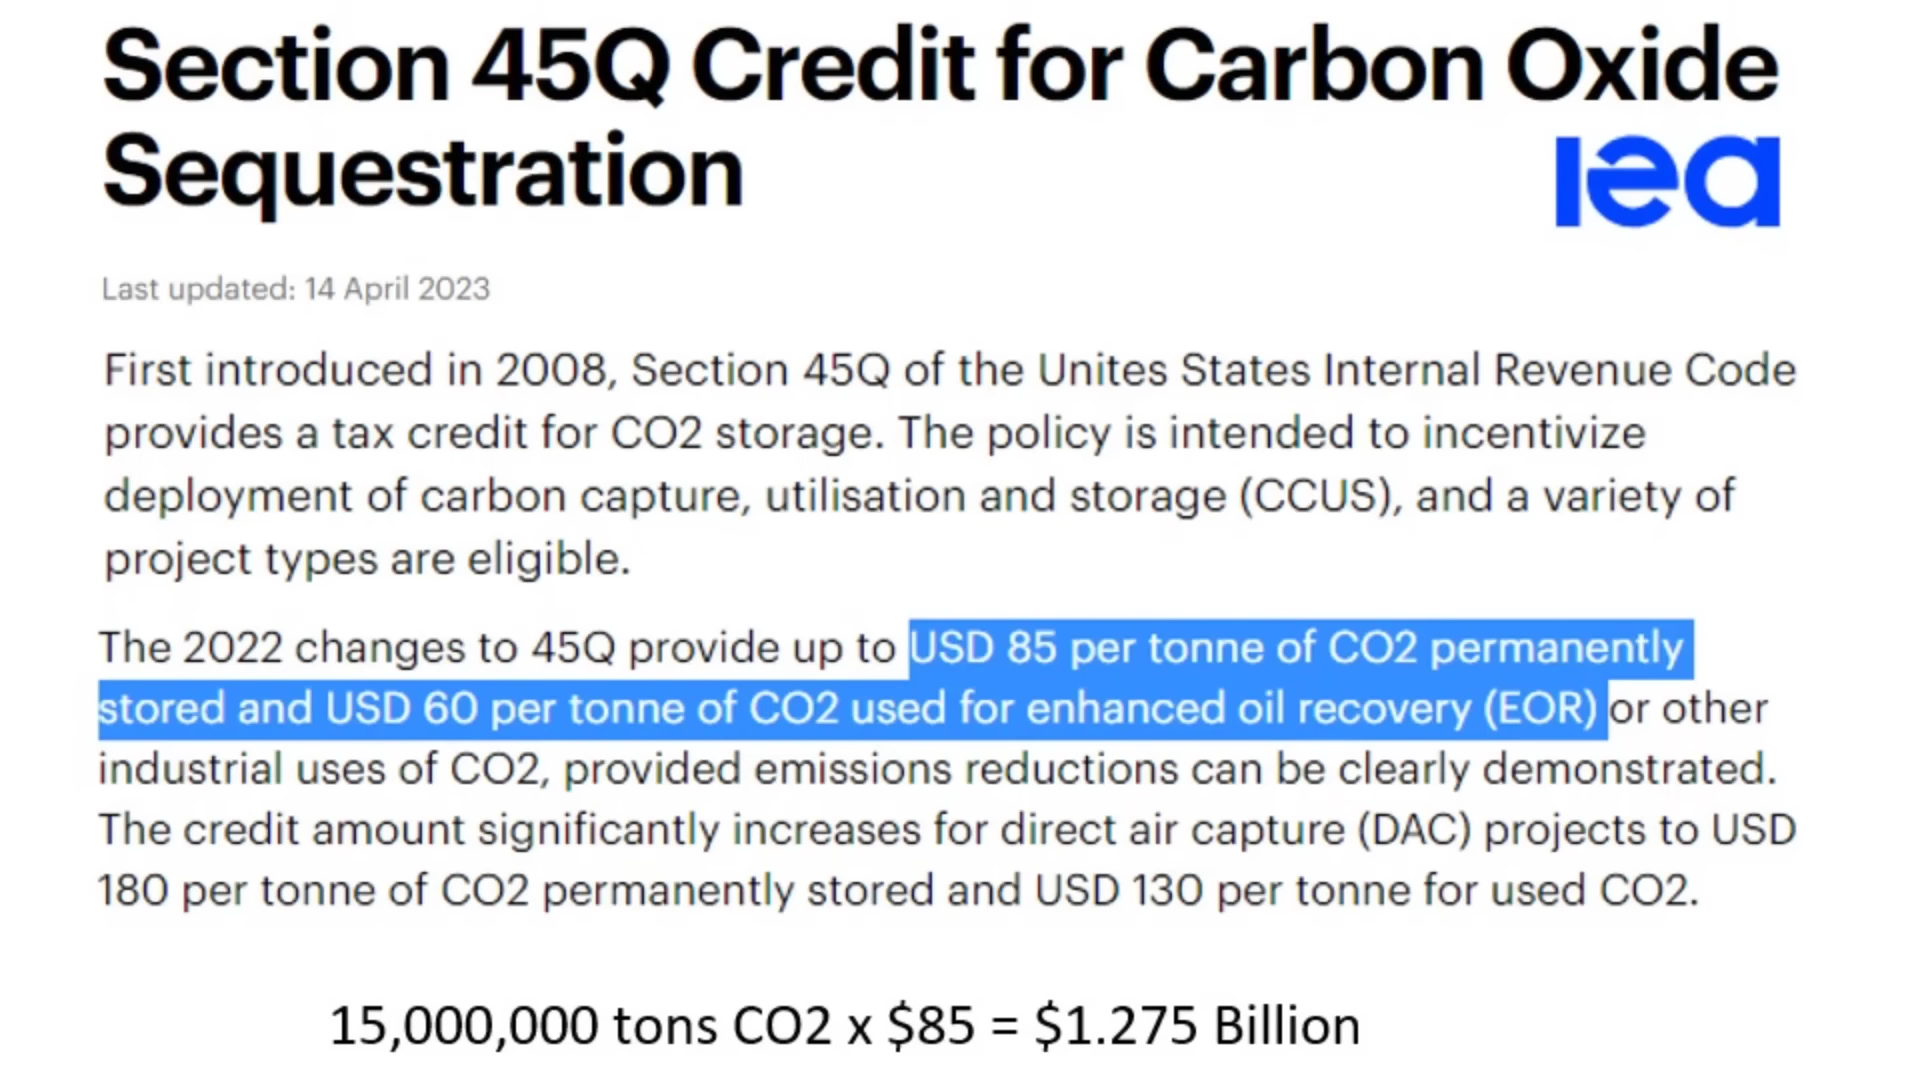 Section 45Q Credit for Carbon Oxide
Sequestration
iea
Last updated: 14 April 2023
First introduced in 2008, Section 45Q of the Unites States Internal Revenue Code
provides a tax credit for CO2 storage. The policy is intended to incentivize
deployment of carbon capture, utilisation and storage (CCUS), and a variety of
project types are eligible.
The 2022 changes to 45Q provide up to USD 85 per tonne of CO2 permanently
stored and USD 60 per tonne of CO2 used for enhanced oil recovery (EOR) or other
industrial uses of CO2, provided emissions reductions can be clearly demonstrated.
The credit amount significantly increases for direct air capture (DAC) projects to USD
180 per tonne of CO2 permanently stored and USD 130 per tonne for used CO2.
15,000,000 tons CO2 x $85 = $1.275 Billion